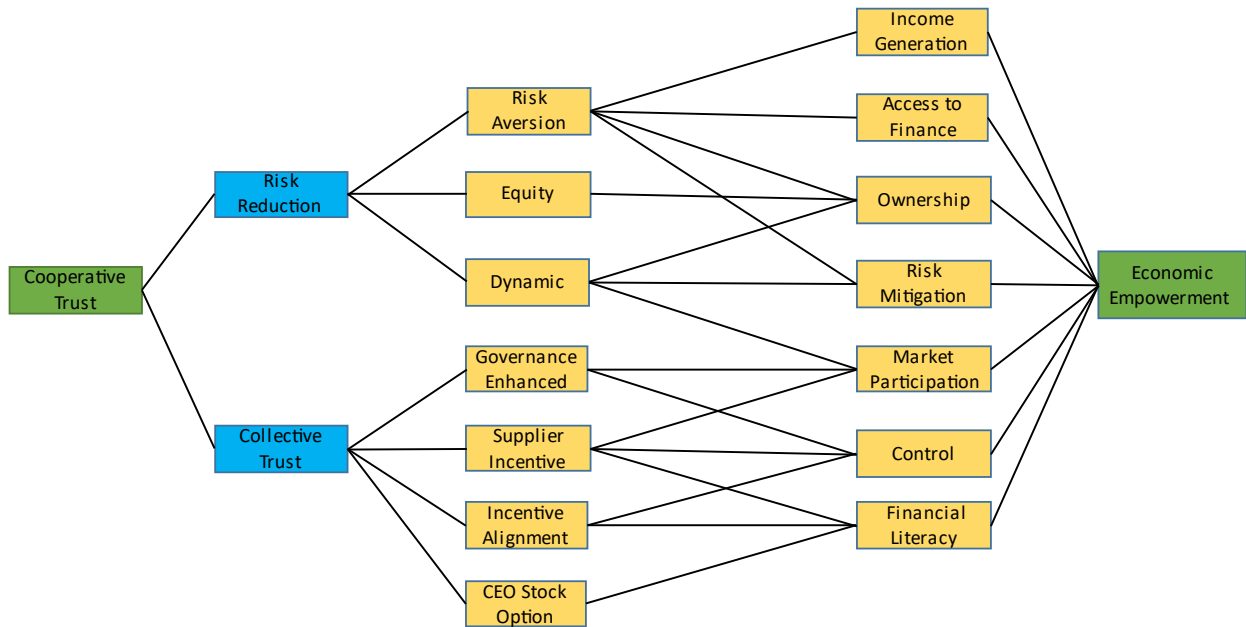 Cooperative
Trust
Risk
Reduction
Collective
Trust
Risk
Aversion
Equity
Dynamic
Governance
Enhanced
Supplier
Incentive
Incentive
Alignment
CEO Stock
Option
Income
Generation
Access to
Finance
Ownership
Risk
Mitigation
Market
Participation
Control
Financial
Literacy
Economic
Empowerment